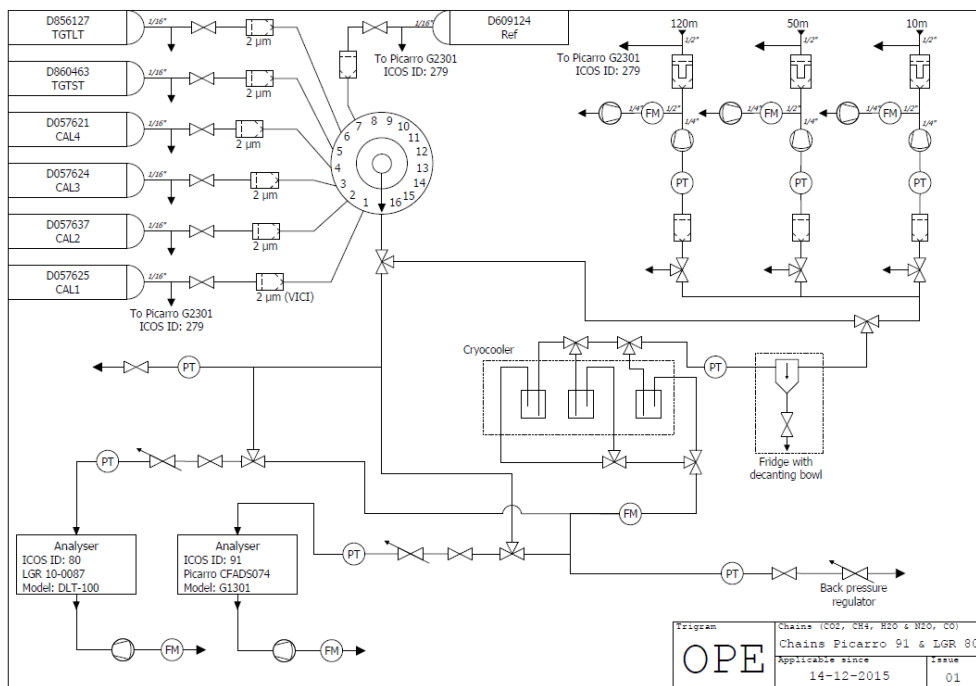 D856127
TGTLT
1/16"
2 µm
D860463
TGTST
1/16"
2 µm
D057621
CAL4
1/16"
2 µm
D057624
CAL3
1/16"
2 µm
D057637
CAL2
1/16"
2 µm
D057625
CAL1
1/16"
2 µm (VICI)
To Picarro G2301
ICOS ID: 279
1/16"
D609124
Ref
To Picarro G2301
ICOS ID: 279
1 2 3 4 5 6 7 8 9 10 11 12 13 14 15 16
120m
50m
10m
1/2"
1/2"
1/2"
To Picarro G2301
ICOS ID: 279
1/4" FM 1/2"
1/4" FM 1/2"
1/4" FM 1/2"
1/4"
1/4"
1/4"
PT
PT
PT
Cryocooler
PT
Fridge with
decanting bowl
PT
PT
FM
PT
PT
Back pressure
regulator
Analyser
ICOS ID: 80
LGR 10-0087
Model: DLT-100
Analyser
ICOS ID: 91
Picarro CFADS074
Model: G1301
FM
FM
Trigram
OPE
Chains (CO2, CH4, H2O & N2O, CO)
Chains Picarro 91 & LGR 80
Applicable since
14-12-2015
Issue
01